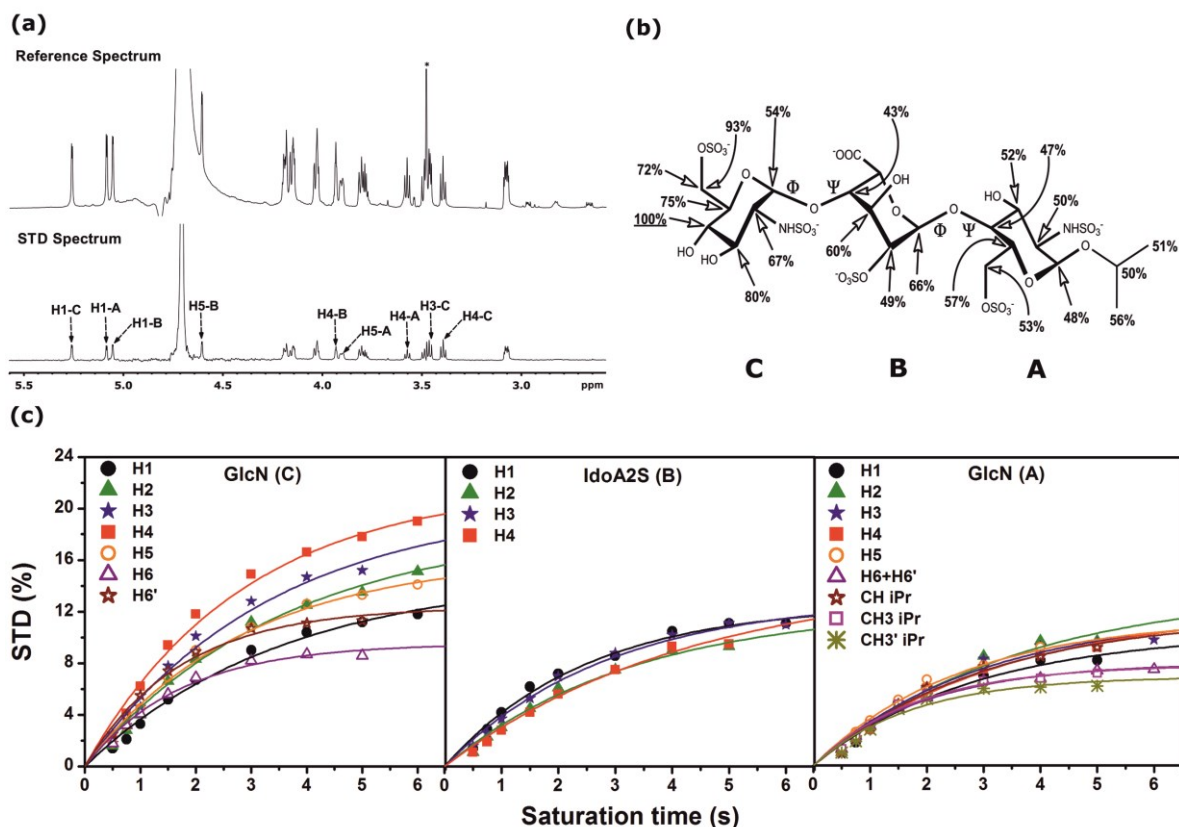 (a)
Reference Spectrum
*
STD Spectrum
H1-C
H1-A
H1-B
H5-B
H4-B
H5-A
H4-A
H3-C
H4-C
5.5 5.0 4.5 4.0 3.5 3.0 ppm
(b)
54%
43%
93%
OSO₃⁻
⁻OOC
47%
52%
72%
O
Φ
Ψ
OH
HO
50%
75%
O
O
O
NHSO₃⁻
51%
100%
NHSO₃⁻
Φ
Ψ
O
HO
HO
67%
60%
O
50%
⁻O₃SO
66%
57%
80%
49%
OSO₃⁻
53%
48%
56%
C B A
(c)
STD (%)
24
20
16
12
8
4
0
GlcN (C)
H1
H2
H3
H4
H5
H6
H6'
0 1 2 3 4 5 6
IdoA2S (B)
H1
H2
H3
H4
0 1 2 3 4 5 6
GlcN (A)
H1
H2
H3
H4
H5
H6+H6'
CH iPr
CH3 iPr
CH3' iPr
0 1 2 3 4 5 6
Saturation time (s)